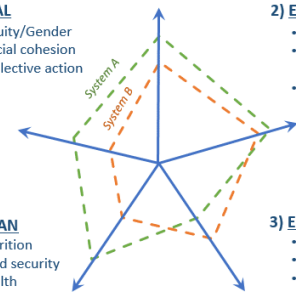 AL
uity/Gender
cial cohesion
lective action
2) E
System A
System B
AN
rition
d security
lth
3) E